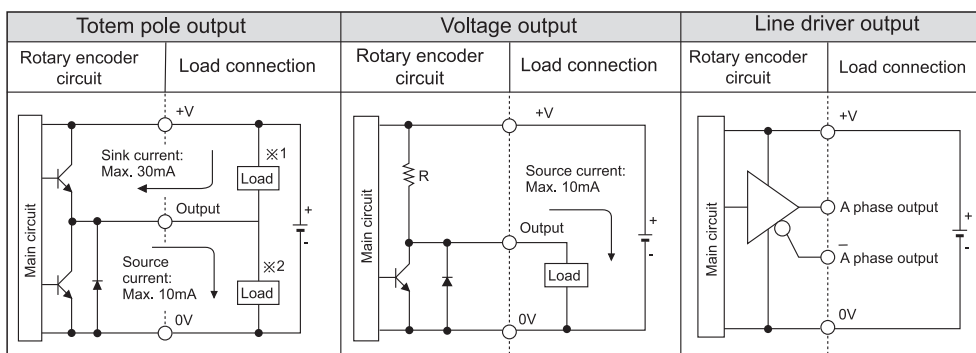 Totem pole output
Voltage output
Line driver output
Rotary encoder
circuit
Load connection
Rotary encoder
circuit
Load connection
Rotary encoder
circuit
Load connection
Main circuit
+V
Sink current:
Max. 30mA
※1
Load
Output
+
-
Source
current:
Max. 10mA
※2
Load
0V
Main circuit
+V
R
Source current:
Max. 10mA
Output
Load
+
-
0V
Main circuit
+V
A phase output
A̅ phase output
+
-
0V